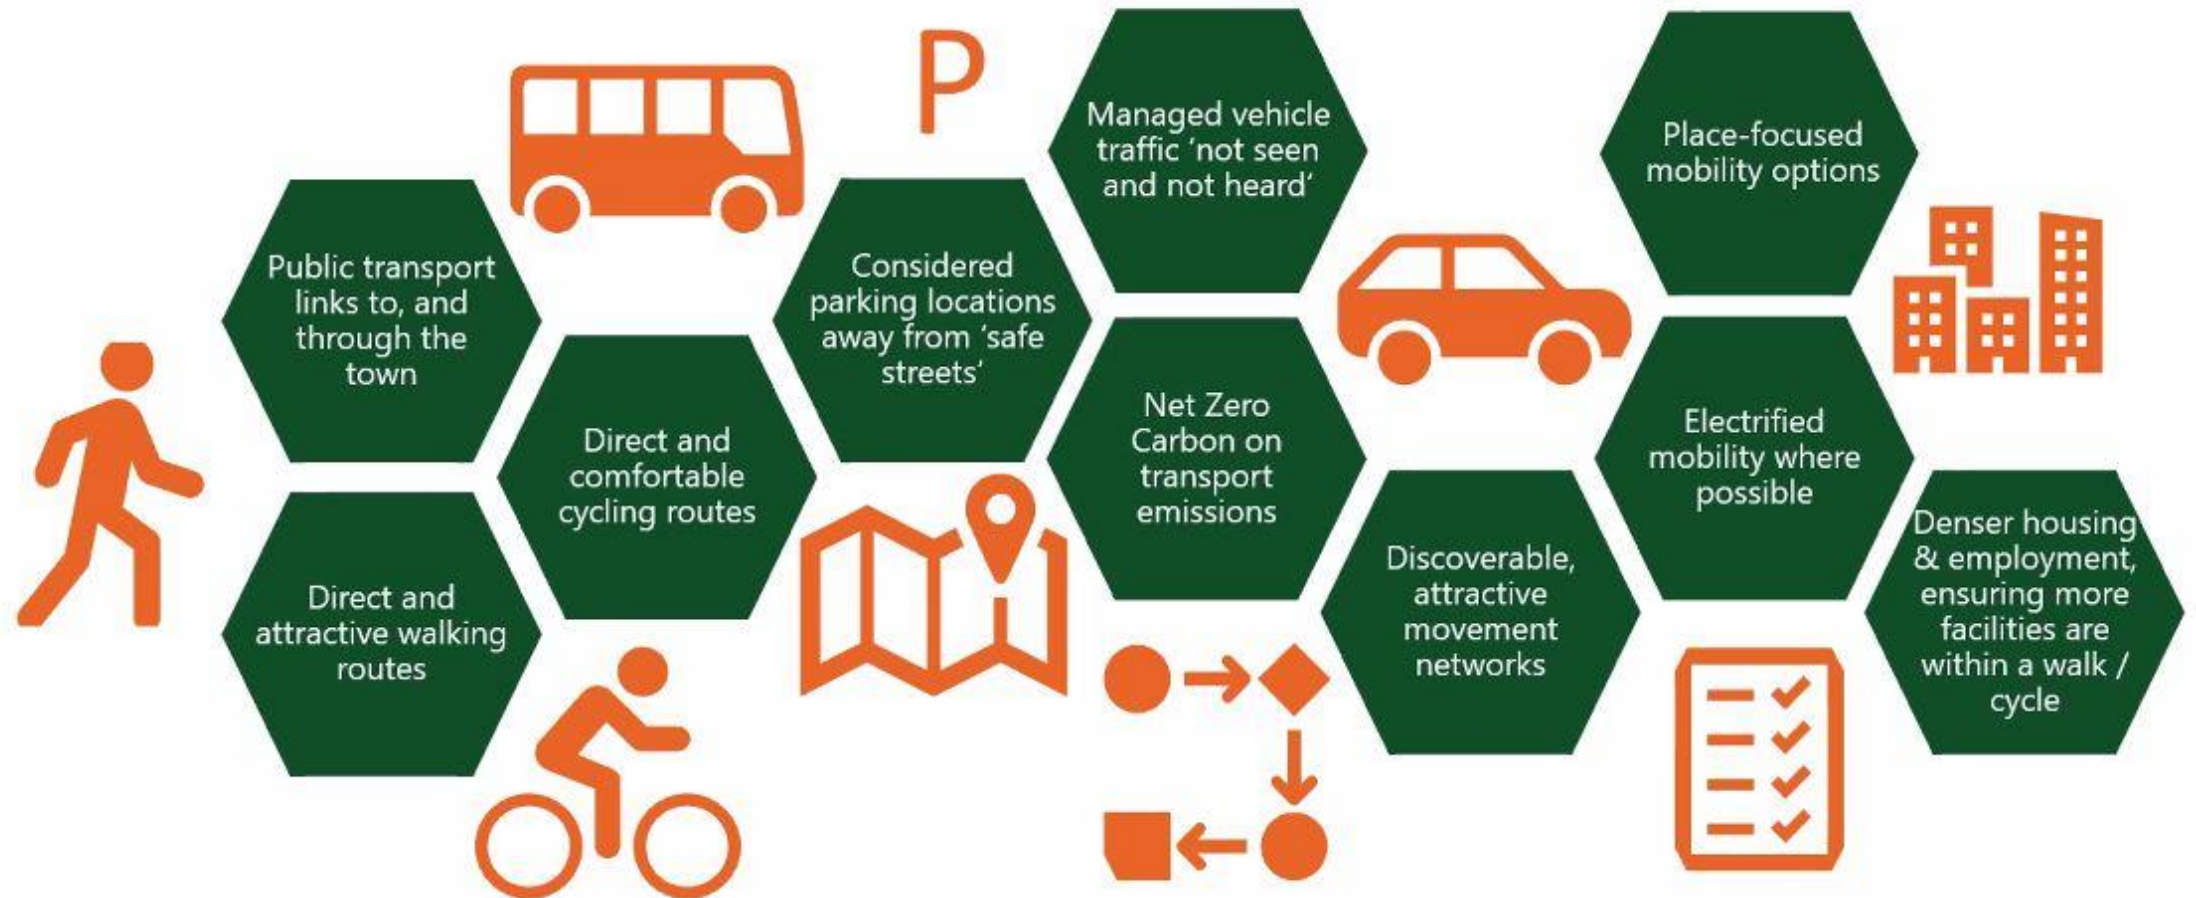 P
Managed vehicle
traffic ‘not seen
and not heard‘
Place-focused
mobility options
Public transport
links to, and
through the
town
Considered
parking locations
away from ‘safe
streets’
Direct and
comfortable
cycling routes
Net Zero
Carbon on
transport
emissions
Electrified
mobility where
possible
Direct and
attractive walking
routes
Discoverable,
attractive
movement
networks
Denser housing
& employment,
ensuring more
facilities are
within a walk /
cycle